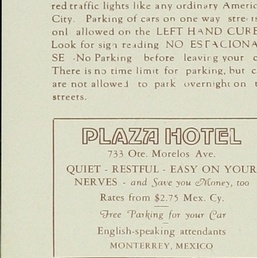 red traffic lights like any ordinary Americ
City. Parking of cars on one way streets
onl allowed on the LEFT HAND CURB
Look for sign reading NO ESTACIONA
SE -No Parking before leaving your c
There is no time limit for parking, but c
are not allowed to park overnight on t
streets.
PLAZA HOTEL
733 Ote. Morelos Ave.
QUIET - RESTFUL - EASY ON YOUR
NERVES - and Save you Money, too
Rates from $2.75 Mex. Cy.
Free Parking for your Car
English-speaking attendants
MONTERREY, MEXICO